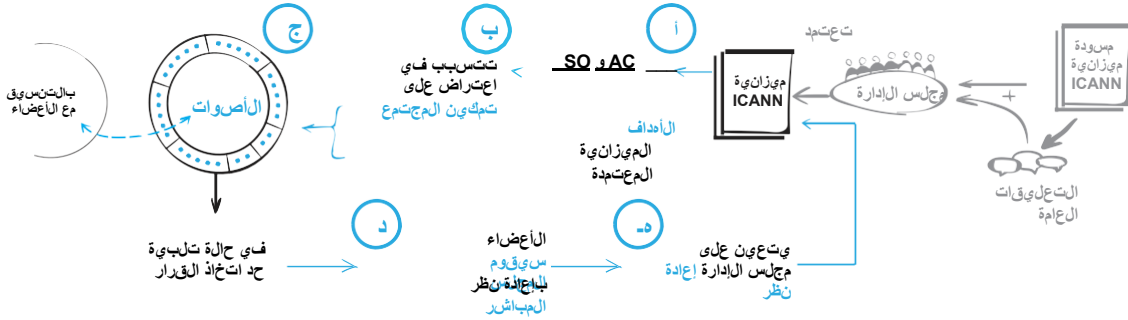 مسودة
ميزانية
ICANN
+
التعليقات
العامة
تعتمد
مجلس الإدارة
ميزانية
ICANN
أ
SO و AC
الأهداف
الميزانية
المعتمدة
ب
تتسبب في
اعتراض على
تمكين المجتمع
ج
الأصوات
بالتنسيق
مع الأعضاء
في حالة تلبية
حد اتخاذ القرار
د
الأعضاء
سيقوم
بإعادة نظر
المباشر
هـ
يتعين على
مجلس الإدارة إعادة
نظر